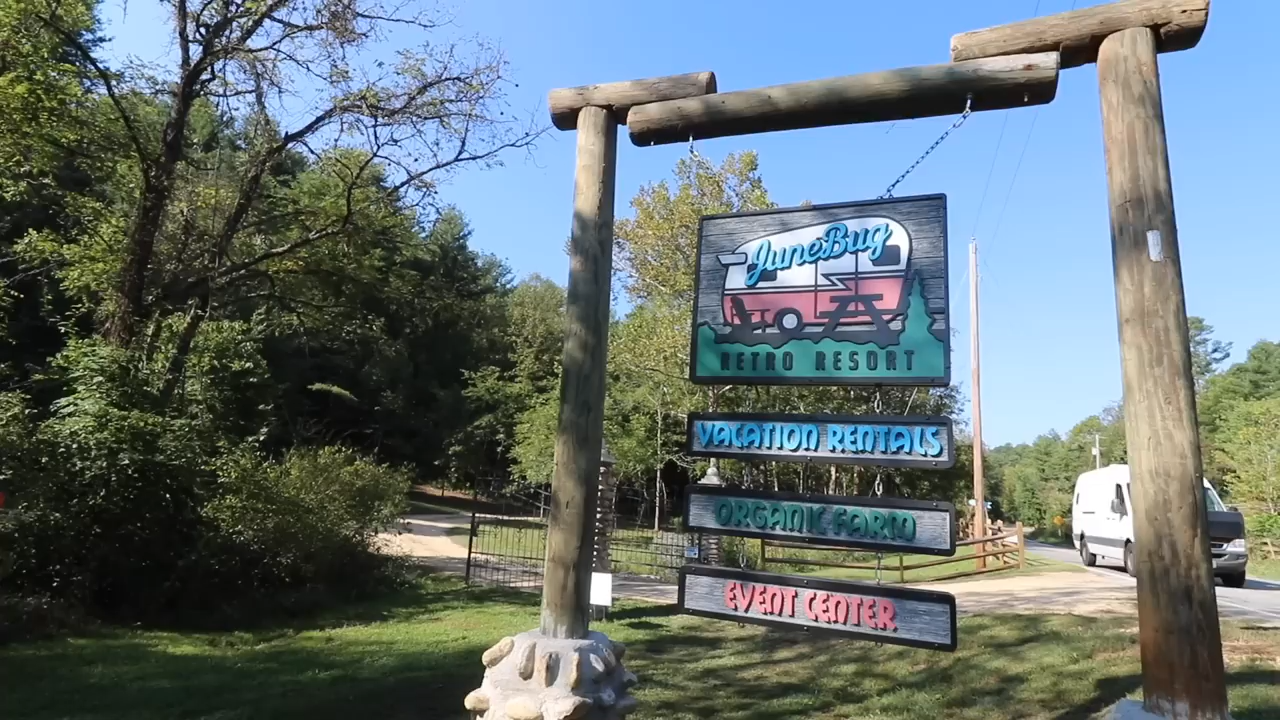 JuneBug
RETRO RESORT
VACATION RENTALS
ORGANIC FARM
EVENT CENTER